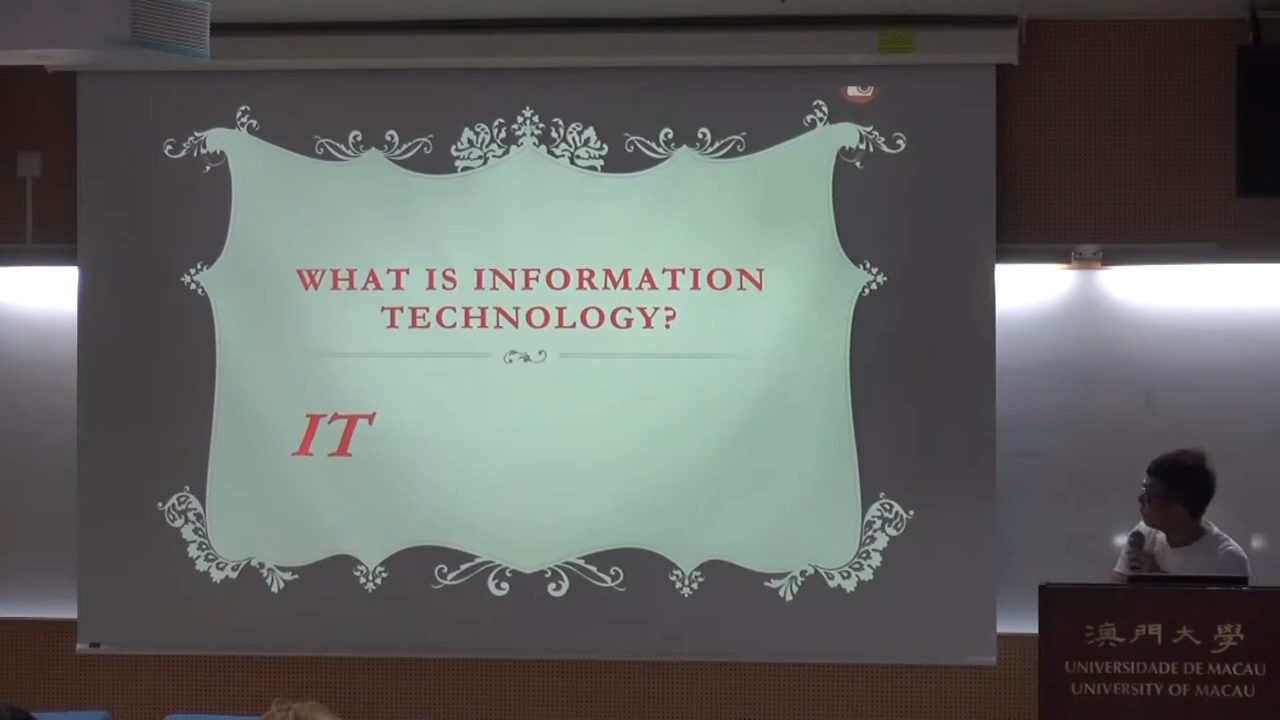 WHAT IS INFORMATION
TECHNOLOGY?
IT
澳門大學
UNIVERSIDADE DE MACAU
UNIVERSITY OF MACAU